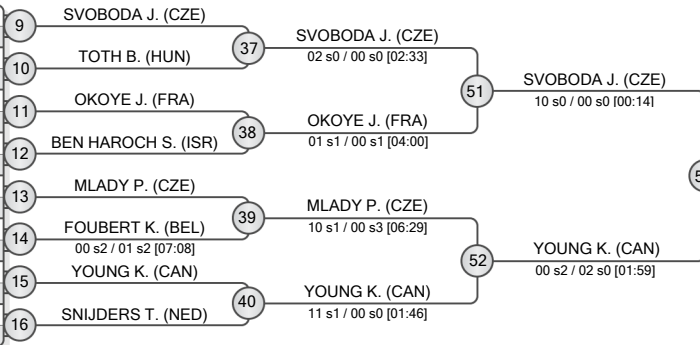 9
SVOBODA J. (CZE)
10
TOTH B. (HUN)
37
SVOBODA J. (CZE)
02 s0 / 00 s0 [02:33]
11
OKOYE J. (FRA)
12
BEN HAROCH S. (ISR)
38
OKOYE J. (FRA)
01 s1 / 00 s1 [04:00]
51
SVOBODA J. (CZE)
10 s0 / 00 s0 [00:14]
13
MLADY P. (CZE)
14
FOUBERT K. (BEL)
00 s2 / 01 s2 [07:08]
39
MLADY P. (CZE)
10 s1 / 00 s3 [06:29]
15
YOUNG K. (CAN)
16
SNIJDERS T. (NED)
40
YOUNG K. (CAN)
11 s1 / 00 s0 [01:46]
52
YOUNG K. (CAN)
00 s2 / 02 s0 [01:59]